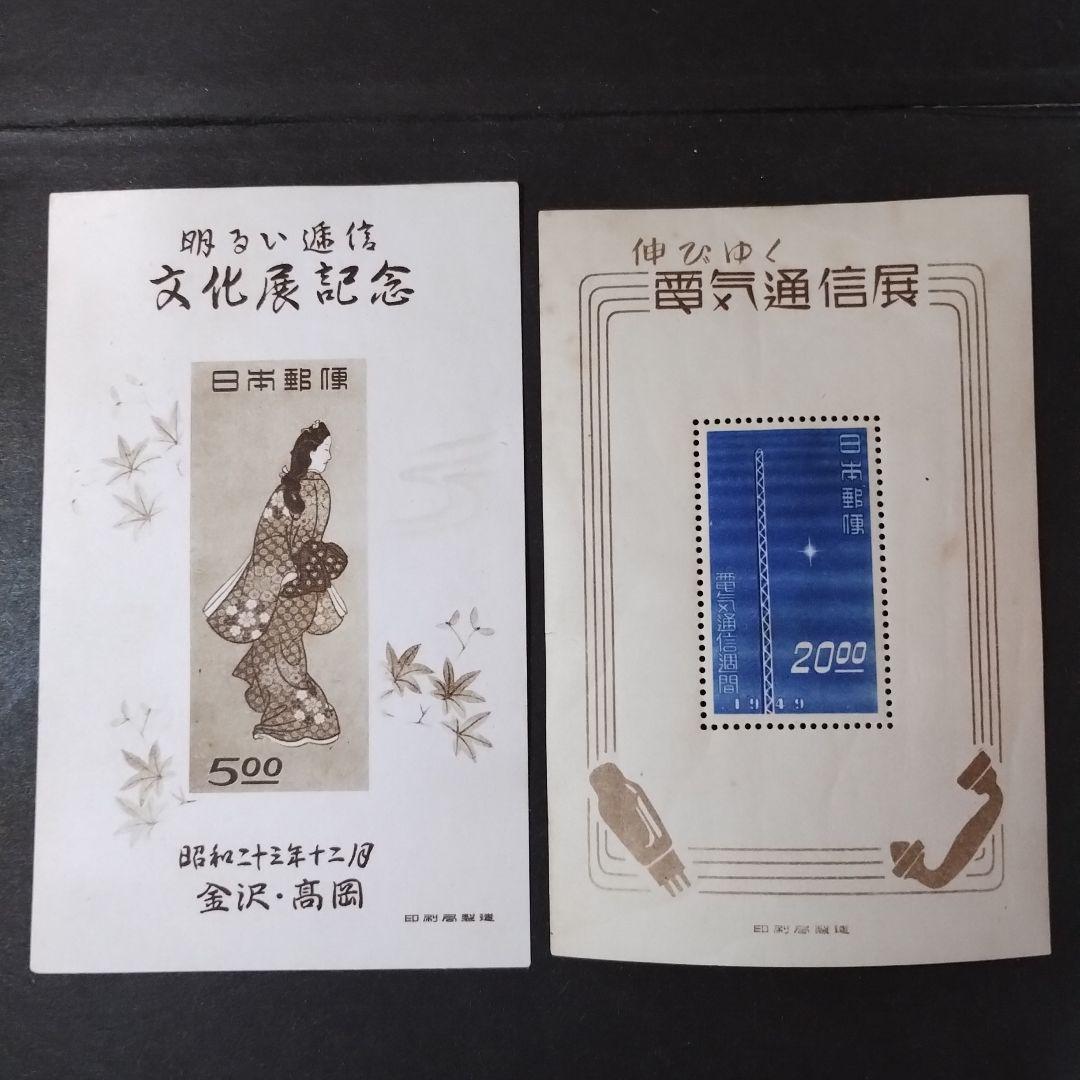 明るい逓信
文化展記念
日本郵便
5.00
昭和二十三年十二月
金沢・高岡
印刷局製造
伸びゆく
電気通信展
日本郵便
電気通信週間
20.00
1949
印刷局製造